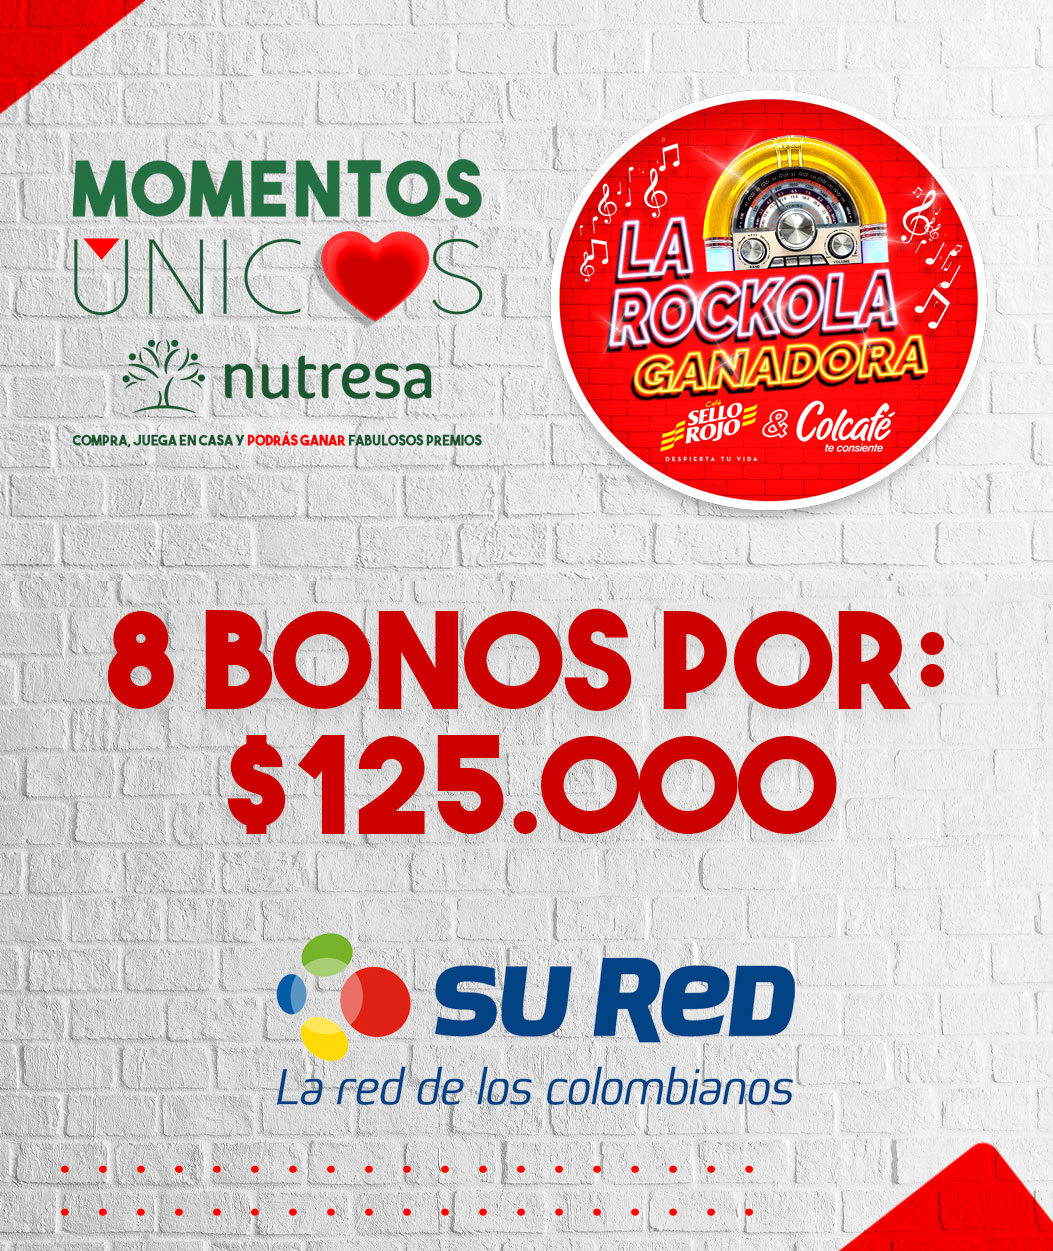 MOMENTOS
UNICOS
nutresa
COMPRA, JUEGA EN CASA Y PODRÁS GANAR FABULOSOS PREMIOS
LA
ROCKOLA
GANADORA
Café
SELLO
ROJO
DESPIERTA TU VIDA
&
Colcafé
te consiente
8 BONOS POR:
$125.000
SU RED
La red de los colombianos